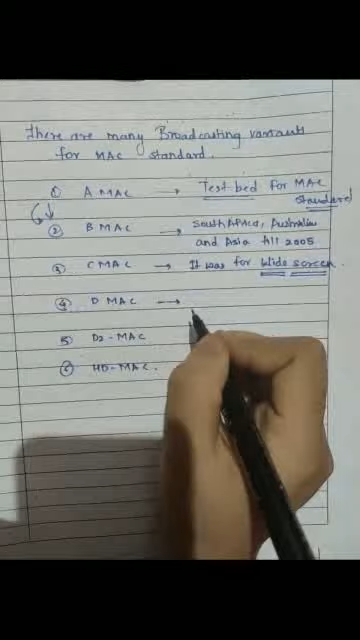 There are many Broadcasting variants
for MAC standard.
① A MAC → Test-bed for MAC
standard
② B MAC → South Africa, Australia
and Asia till 2005
③ C MAC → It was for Wide screen.
④ D MAC →
⑤ D2-MAC
⑥ HD-MAC.